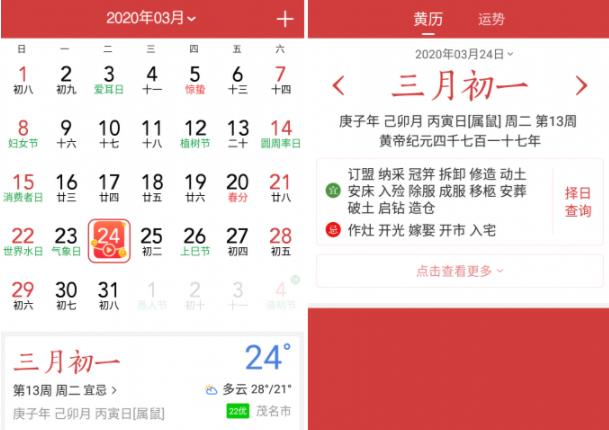 2020年03月
日 一 二 三 四 五 六
1 2 3 4 5 6 7
初八 初九 爱耳日 十一 惊蛰 十三 十四
8 9 10 11 12 13 14
妇女节 十六 十七 十八 植树节 二十 圆周率日
15 16 17 18 19 20 21
消费者日 廿三 廿四 廿五 廿六 春分 廿八
22 23 24 25 26 27 28
世界水日 气象日 初二 上巳节 初四 初五
29 30 31 1 2 3 4
初六 初七 初八 愚人节 初十 十一 清明节
三月初一
24°
第13周 周二 宜忌
多云 28°/21°
庚子年 己卯月 丙寅日[属鼠]
22优 茂名市
黄历 运势
2020年03月24日
三月初一
庚子年 己卯月 丙寅日[属鼠] 周二 第13周
黄帝纪元四千七百一十七年
宜
订盟 纳采 冠笄 拆卸 修造 动土
安床 入殓 除服 成服 移柩 安葬
破土 启钻 造仓
忌
作灶 开光 嫁娶 开市 入宅
择日
查询
点击查看更多